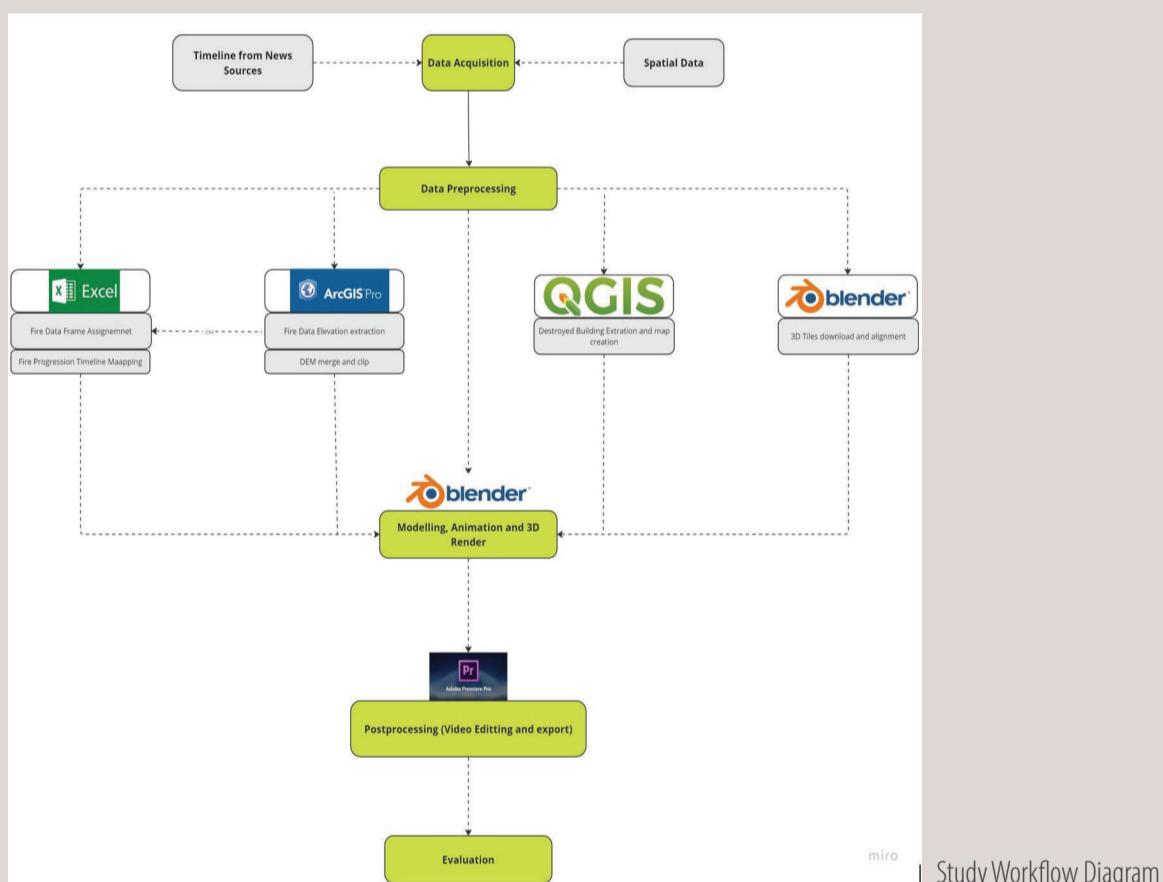 Timeline from News
Sources
Data Acquisition
Spatial Data
Data Preprocessing
X Excel
ArcGIS Pro
QGIS
blender
Fire Data Frame Assignemnet
.csv
Fire Data Elevation extraction
Destroyed Building Extration and map
creation
3D Tiles download and alignment
Fire Progression Timeline Maapping
DEM merge and clip
blender
Modelling, Animation and 3D
Render
Pr
Adobe Premiere Pro
Postprocessing (Video Editting and export)
Evaluation
miro
Study Workflow Diagram